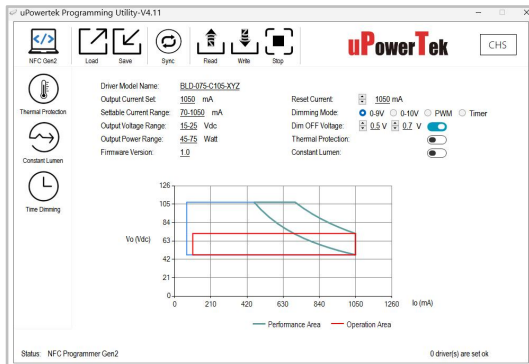 uPowertek Programming Utility-V4.11
</>
NFC Gen2
Load
Save
Sync
Read
Write
Stop
uPowerTek
CHS
Thermal Protection
Constant Lumen
Time Dimming
Driver Model Name: BLD-075-C105-XYZ
Output Current Set: 1050 mA
Settable Current Range: 70-1050 mA
Output Voltage Range: 15-25 Vdc
Output Power Range: 45-75 Watt
Firmware Version: 1.0
Reset Current: 1050 mA
Dimming Mode: 0-9V 0-10V PWM Timer
Dim OFF Voltage: 0.5 V 0.7 V
Thermal Protection:
Constant Lumen:
126
105
84
63
42
21
0
Vo (Vdc)
0 210 420 630 840 1050 1260 Io (mA)
Performance Area Operation Area
Status: NFC Programmer Gen2
0 driver(s) are set ok